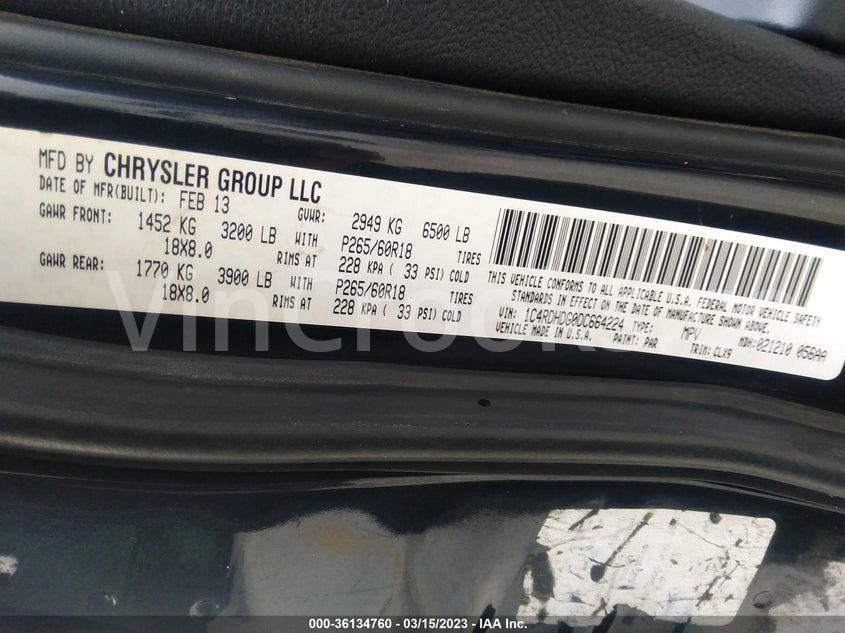 MFD BY CHRYSLER GROUP LLC
DATE OF MFR(BUILT): FEB 13 GVWR: 2949 KG 6500 LB
GAWR FRONT: 1452 KG 3200 LB WITH P265/60R18 TIRES
18X8.0 RIMS AT 228 KPA ( 33 PSI) COLD
GAWR REAR: 1770 KG 3900 LB WITH P265/60R18 TIRES
18X8.0 RIMS AT 228 KPA ( 33 PSI) COLD
THIS VEHICLE CONFORMS TO ALL APPLICABLE U.S.A. FEDERAL MOTOR VEHICLE SAFETY
STANDARDS IN EFFECT ON THE DATE OF MANUFACTURE SHOWN ABOVE.
VIN: 1C4RDHDG0DC664224 TYPE: MPV MDH: 021210 056AA
VEHICLE MADE IN U.S.A. PAINT: PAR TRIM: CLX9
000-36134760 - 03/15/2023 - IAA Inc.